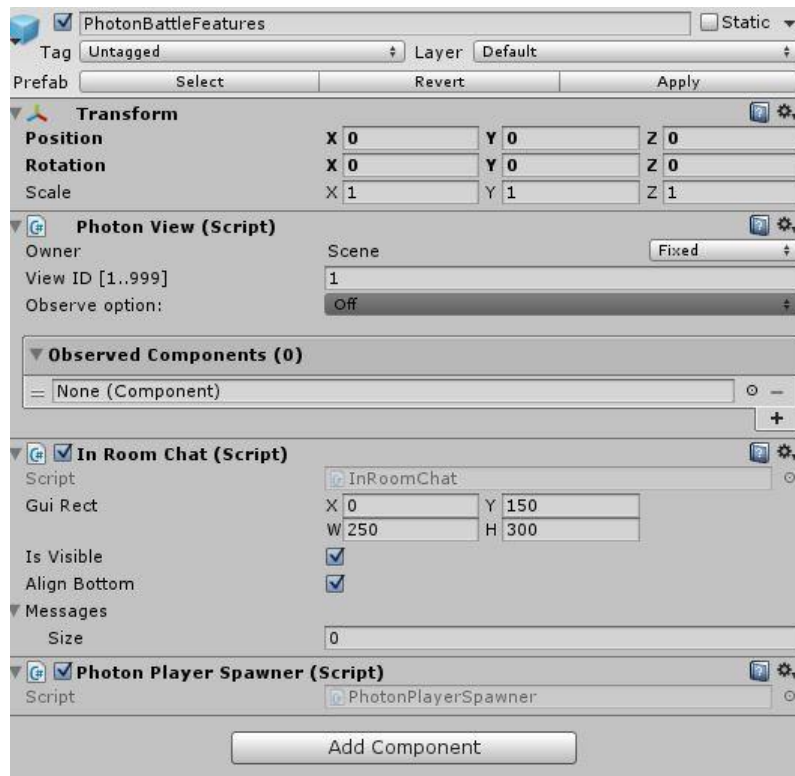 PhotonBattleFeatures Static
Tag Untagged Layer Default
Prefab Select Revert Apply
Transform
Position X 0 Y 0 Z 0
Rotation X 0 Y 0 Z 0
Scale X 1 Y 1 Z 1
Photon View (Script)
Owner Scene Fixed
View ID [1..999] 1
Observe option: Off
Observed Components (0)
None (Component)
In Room Chat (Script)
Script InRoomChat
Gui Rect X 0 Y 150
W 250 H 300
Is Visible
Align Bottom
Messages
Size 0
Photon Player Spawner (Script)
Script PhotonPlayerSpawner
Add Component